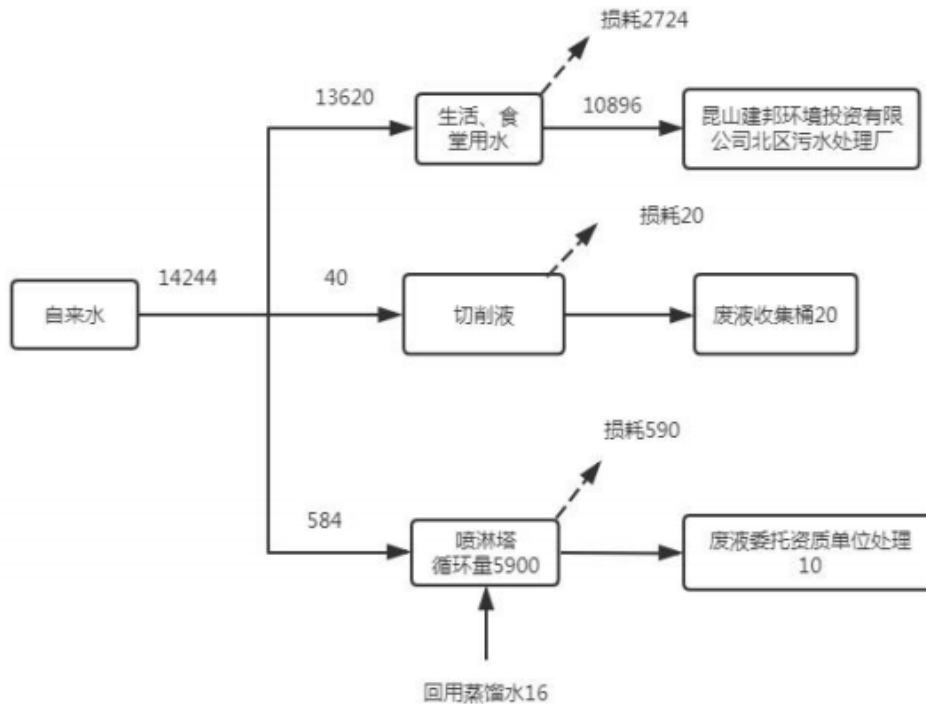 损耗2724
13620
生活、食
堂用水
10896
昆山建邦环境投资有限
公司北区污水处理厂
损耗20
自来水
14244
40
切削液
废液收集桶20
损耗590
584
喷淋塔
循环量5900
废液委托资质单位处理
10
回用蒸馏水16